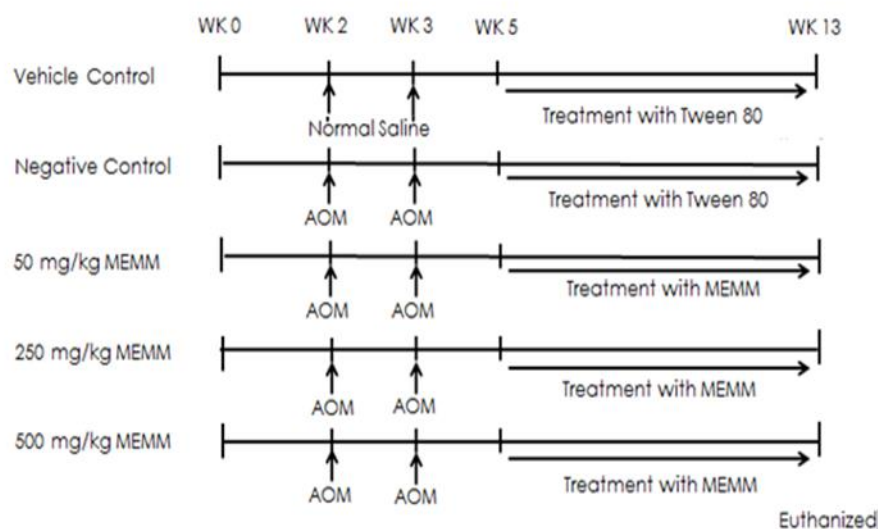 WK 0 WK 2 WK 3 WK 5 WK 13
Vehicle Control
Treatment with Tween 80
Normal Saline
Negative Control
Treatment with Tween 80
AOM AOM
50 mg/kg MEMM
Treatment with MEMM
AOM AOM
250 mg/kg MEMM
Treatment with MEMM
AOM AOM
500 mg/kg MEMM
Treatment with MEMM
AOM AOM
Euthanized